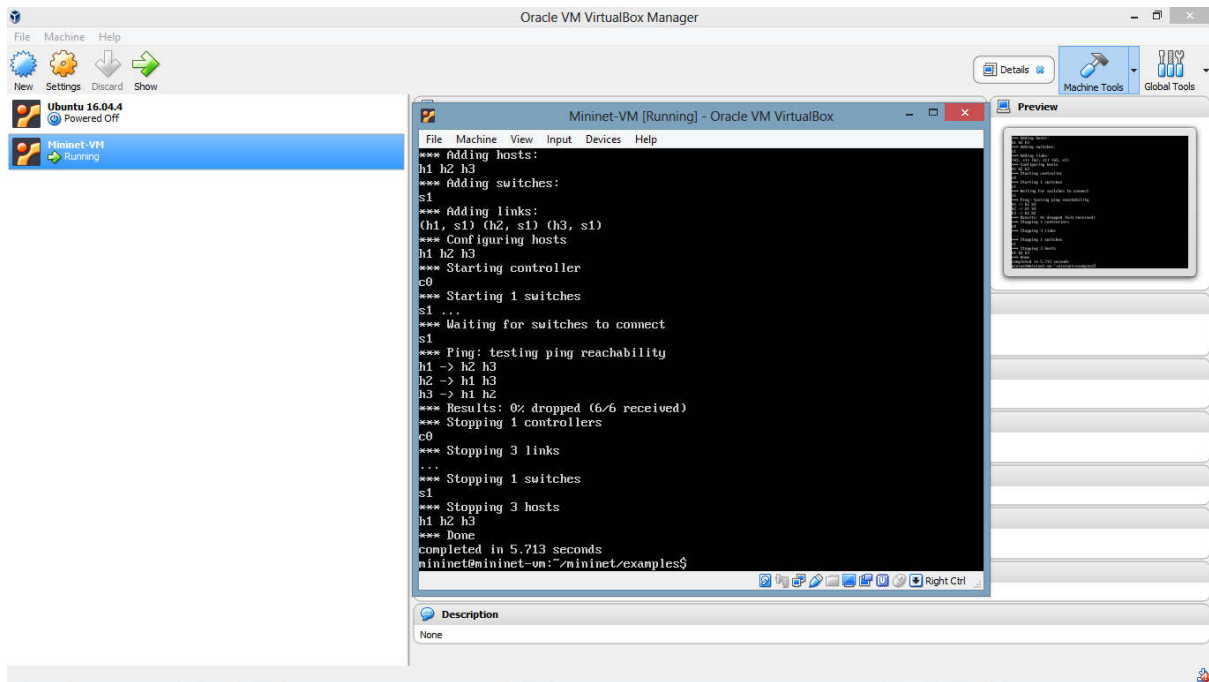 Oracle VM VirtualBox Manager
File Machine Help
New Settings Discard Show
Details
Machine Tools
Global Tools
Ubuntu 16.04.4
Powered Off
Mininet-VM
Running
Preview
Mininet-VM [Running] - Oracle VM VirtualBox
File Machine View Input Devices Help
*** Adding hosts:
h1 h2 h3
*** Adding switches:
s1
*** Adding links:
(h1, s1) (h2, s1) (h3, s1)
*** Configuring hosts
h1 h2 h3
*** Starting controller
c0
*** Starting 1 switches
s1 ...
*** Waiting for switches to connect
s1
*** Ping: testing ping reachability
h1 -> h2 h3
h2 -> h1 h3
h3 -> h1 h2
*** Results: 0% dropped (6/6 received)
*** Stopping 1 controllers
c0
*** Stopping 3 links
...
*** Stopping 1 switches
s1
*** Stopping 3 hosts
h1 h2 h3
*** Done
completed in 5.713 seconds
mininet@mininet-vm:~/mininet/examples$
Right Ctrl
Description
None